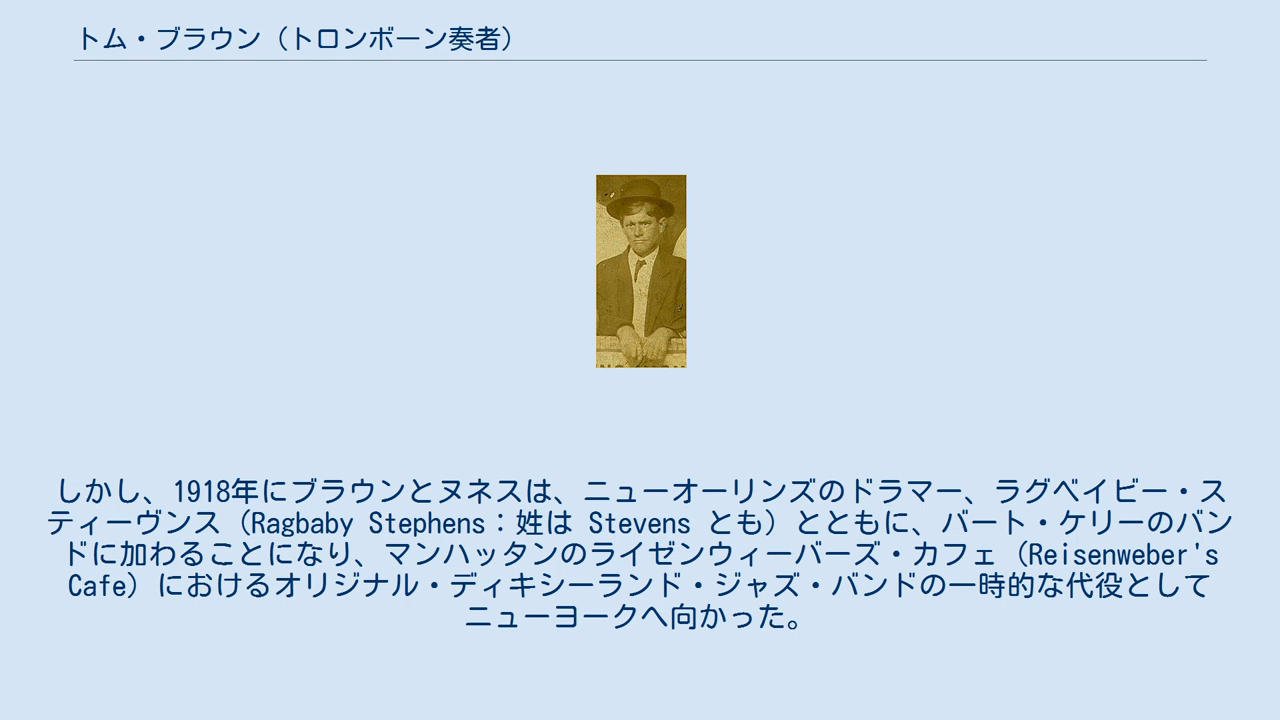 トム・ブラウン（トロンボーン奏者）
しかし、1918年にブラウンとヌネスは、ニューオーリンズのドラマー、ラグベイビー・ス
ティーヴンス（Ragbaby Stephens：姓は Stevens とも）とともに、バート・ケリーのバン
ドに加わることになり、マンハッタンのライゼンウィーバーズ・カフェ（Reisenweber's
Cafe）におけるオリジナル・ディキシーランド・ジャズ・バンドの一時的な代役として
ニューヨークへ向かった。